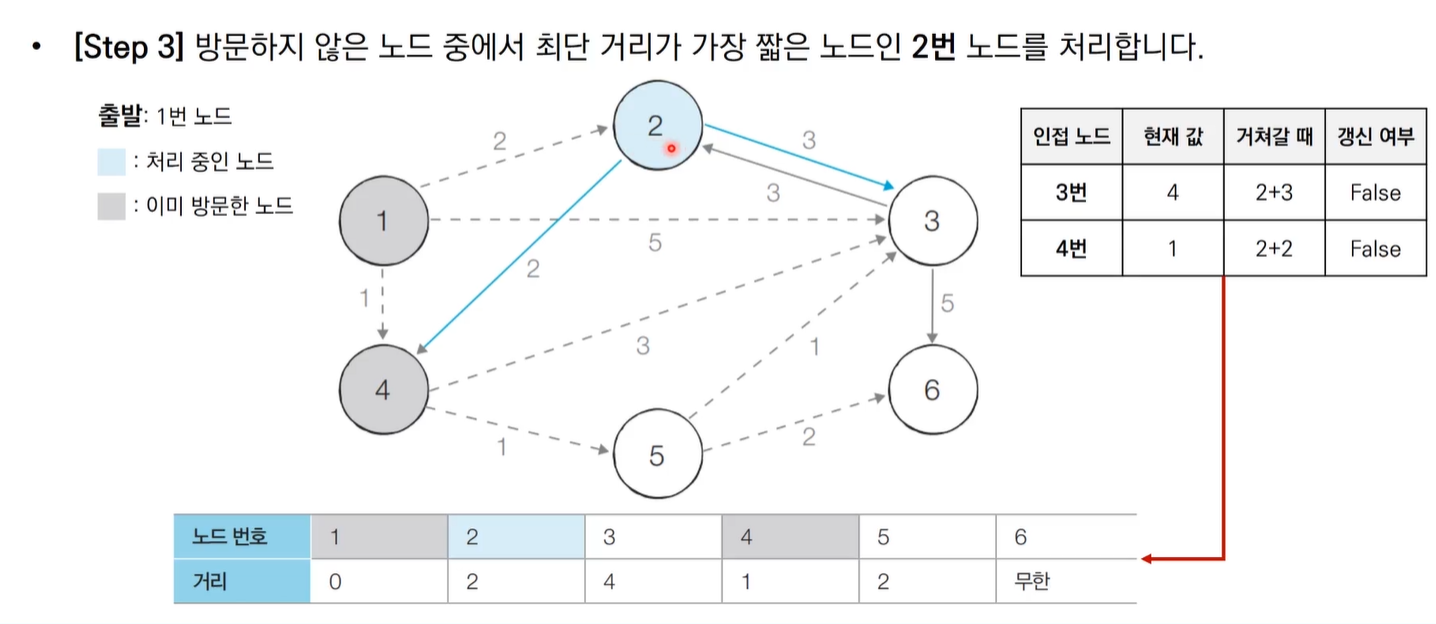 • [Step 3] 방문하지 않은 노드 중에서 최단 거리가 가장 짧은 노드인 2번 노드를 처리합니다.
출발: 1번 노드
: 처리 중인 노드
: 이미 방문한 노드
2
2
3
3
1
5
3
2
1
5
3
1
4
6
1
2
5
인접 노드 현재 값 거쳐갈 때 갱신 여부
3번 4 2+3 False
4번 1 2+2 False
노드 번호 1 2 3 4 5 6
거리 0 2 4 1 2 무한